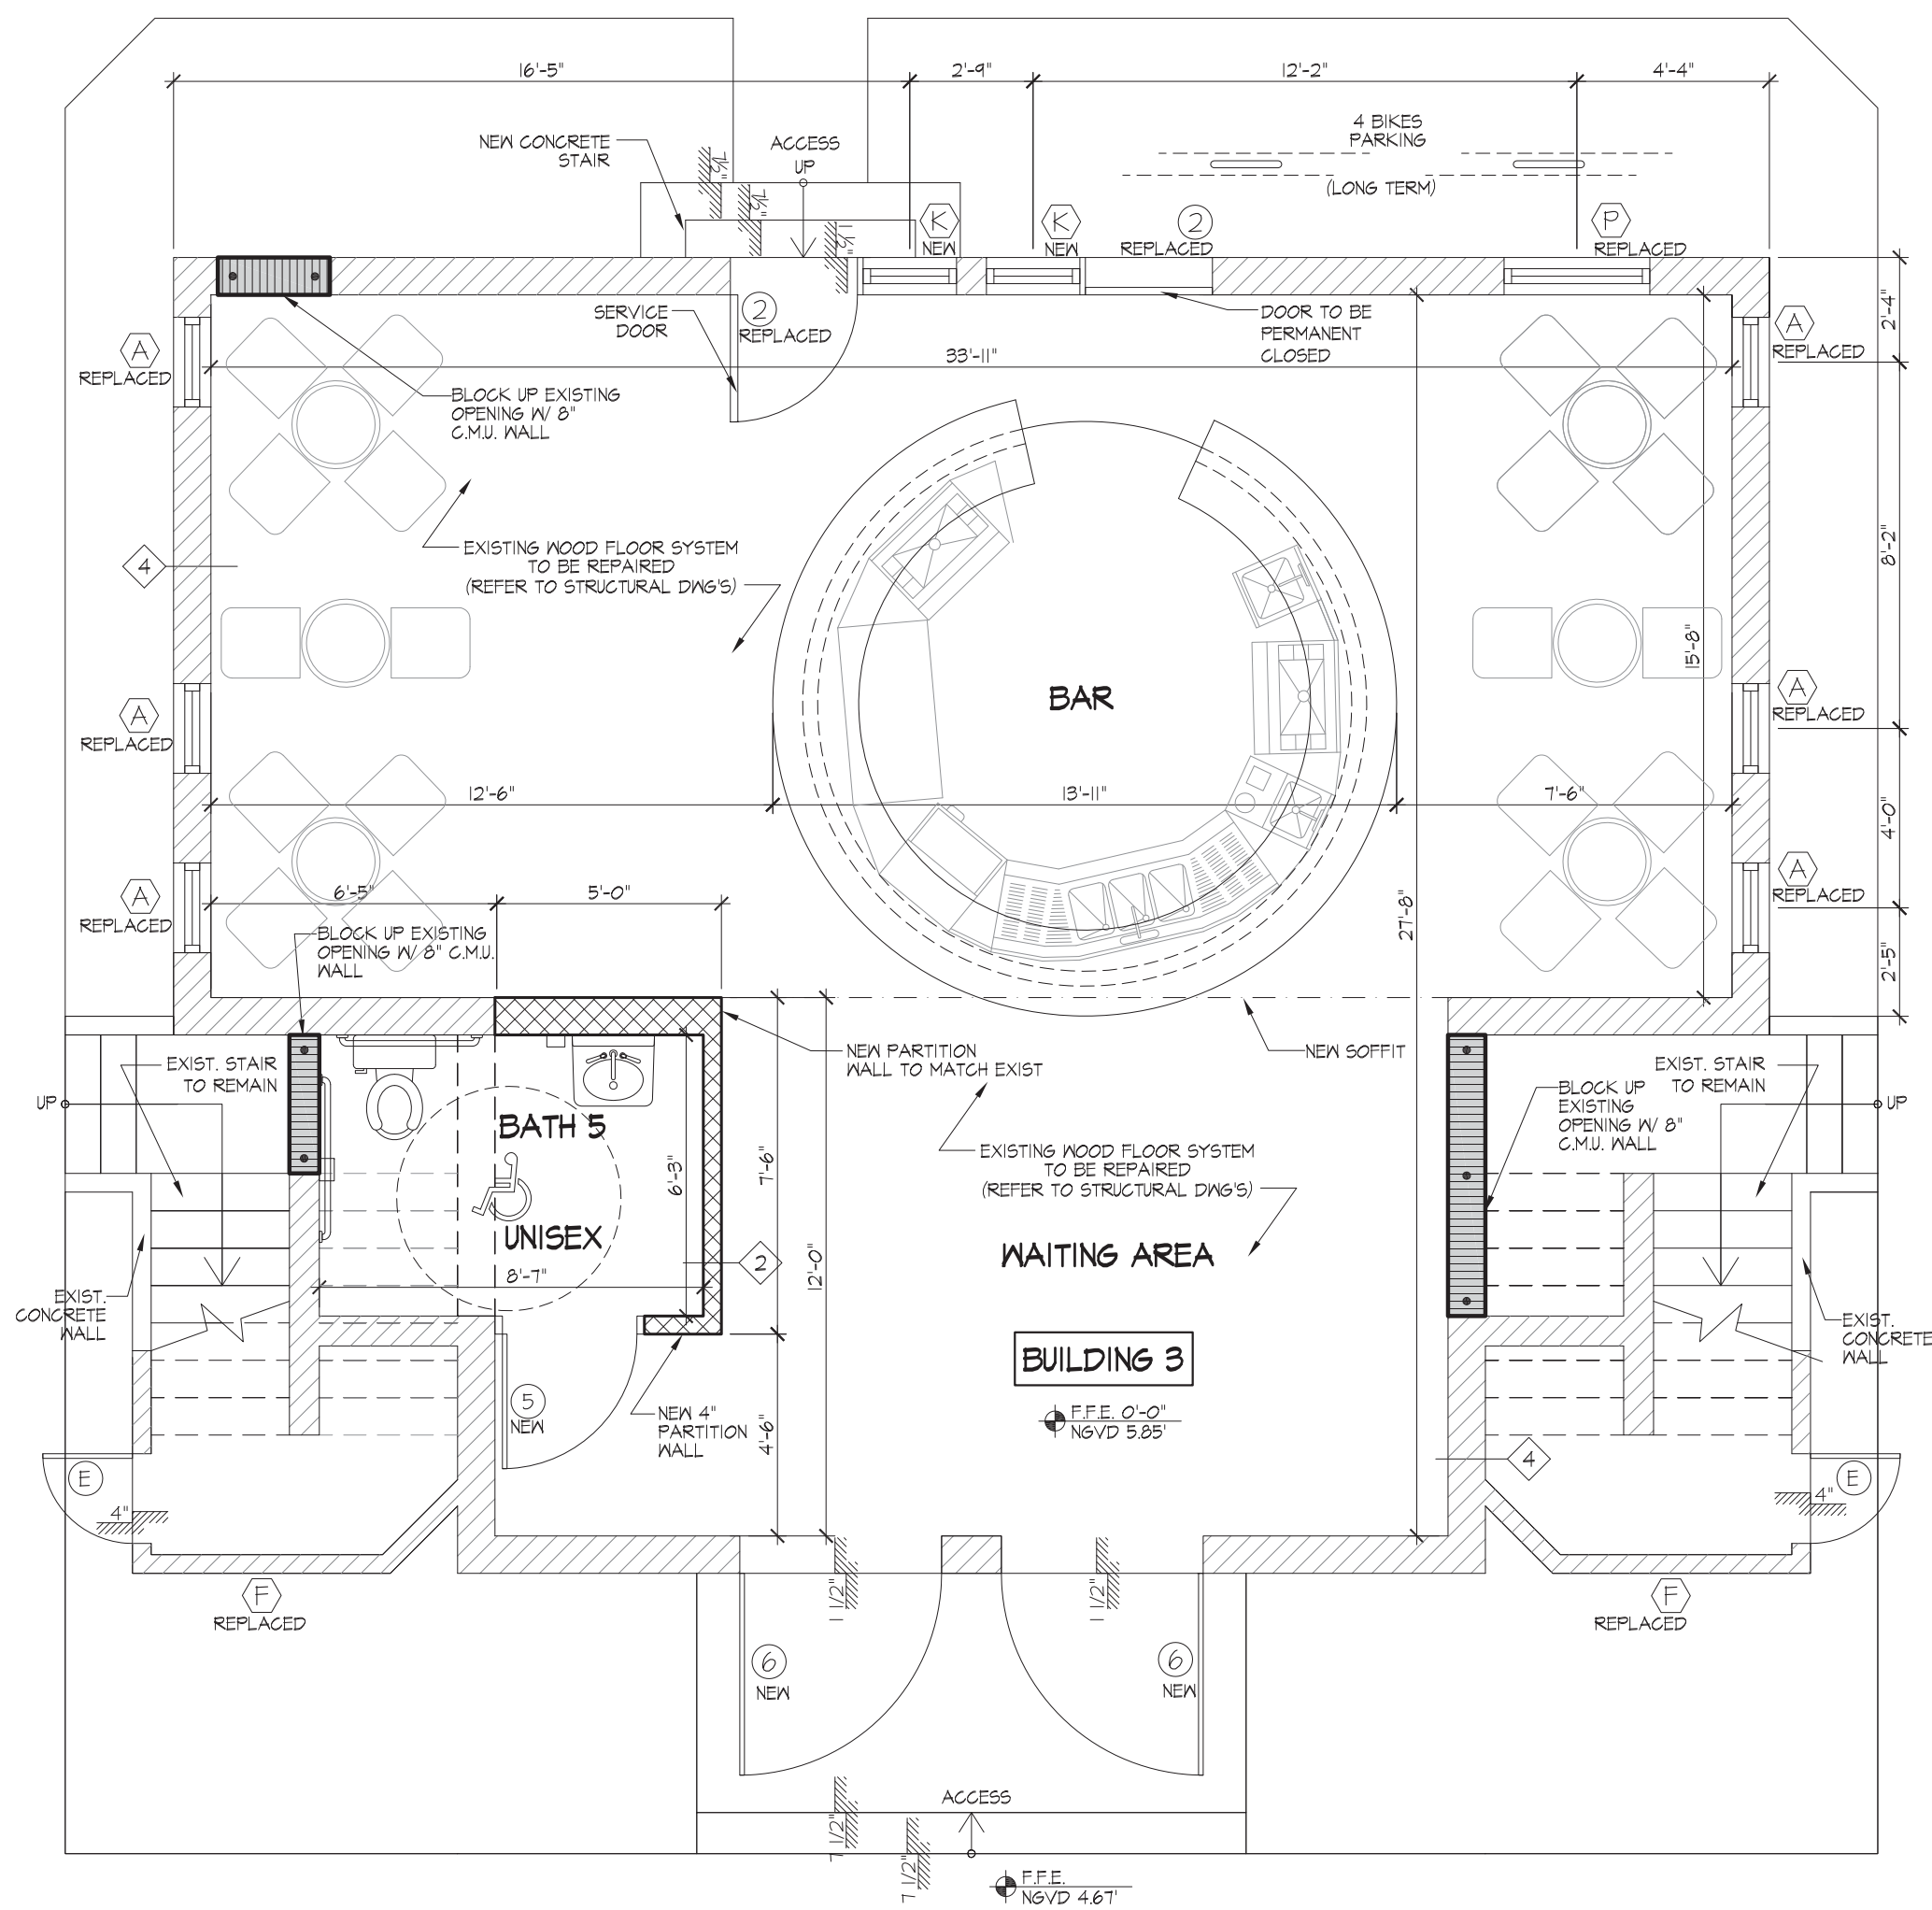 16'-5"
2'-9"
12'-2"
4'-4"
4 BIKES
PARKING
(LONG TERM)
NEW CONCRETE
STAIR
ACCESS
UP
7 1/2"
7 1/2"
1 1/2"
K
NEW
K
NEW
2
REPLACED
P
REPLACED
2'-4"
SERVICE
DOOR
2
REPLACED
DOOR TO BE
PERMANENT
CLOSED
A
REPLACED
A
REPLACED
33'-11"
BLOCK UP EXISTING
OPENING W/ 8"
C.M.U. WALL
4
EXISTING WOOD FLOOR SYSTEM
TO BE REPAIRED
(REFER TO STRUCTURAL DWG'S)
8'-2"
15'-8"
BAR
A
REPLACED
A
REPLACED
12'-6"
13'-11"
7'-6"
4'-0"
A
REPLACED
A
REPLACED
6'-5"
5'-0"
27'-8"
2'-5"
BLOCK UP EXISTING
OPENING W/ 8" C.M.U.
WALL
EXIST. STAIR
TO REMAIN
UP
NEW PARTITION
WALL TO MATCH EXIST
NEW SOFFIT
EXIST. STAIR
TO REMAIN
UP
BLOCK UP
EXISTING
OPENING W/ 8"
C.M.U. WALL
BATH 5
UNISEX
6'-3"
7'-6"
8'-7"
2
12'-0"
EXISTING WOOD FLOOR SYSTEM
TO BE REPAIRED
(REFER TO STRUCTURAL DWG'S)
WAITING AREA
EXIST.
CONCRETE
WALL
EXIST.
CONCRETE
WALL
BUILDING 3
F.F.E. 0'-0"
NGVD 5.85'
5
NEW
NEW 4"
PARTITION
WALL
4'-6"
4
E
4"
E
4"
F
REPLACED
F
REPLACED
1 1/2"
1 1/2"
6
NEW
6
NEW
ACCESS
7 1/2"
7 1/2"
F.F.E.
NGVD 4.67'